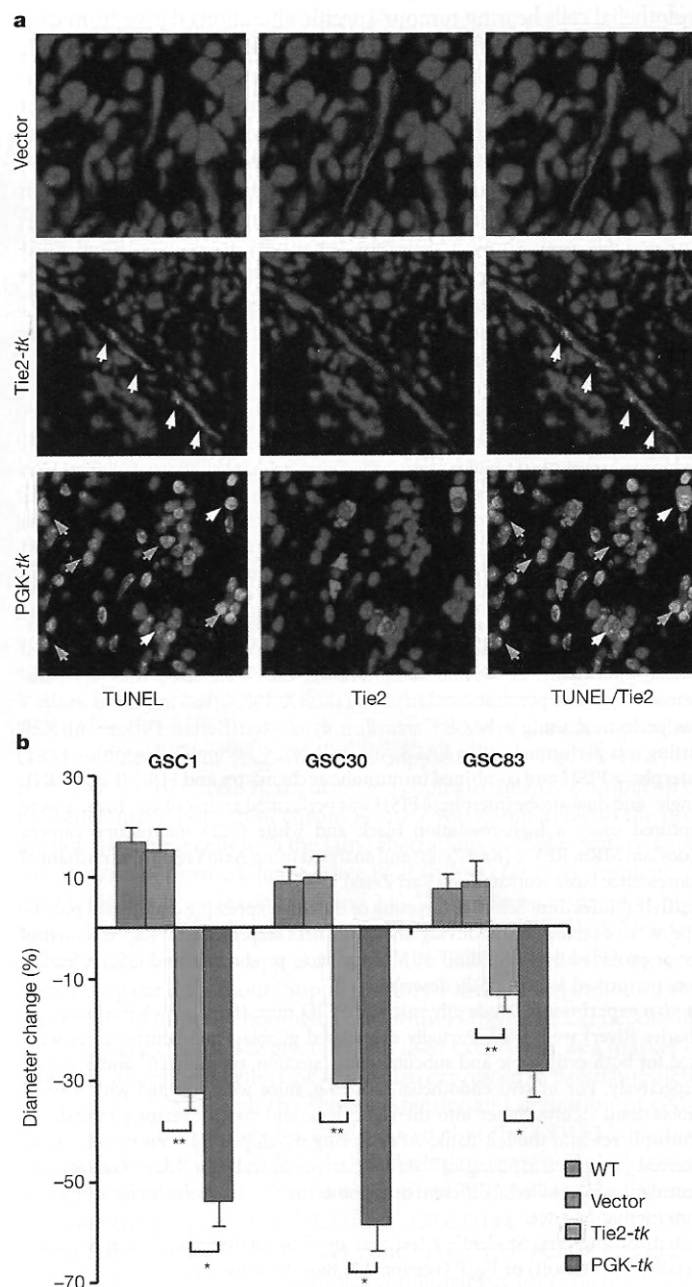 a
Vector
Tie2-tk
PGK-tk
TUNEL
Tie2
TUNEL/Tie2
b
GSC1
GSC30
GSC83
30
10
−10
−30
−50
−70
Diameter change (%)
**
*
**
*
**
*
WT
Vector
Tie2-tk
PGK-tk